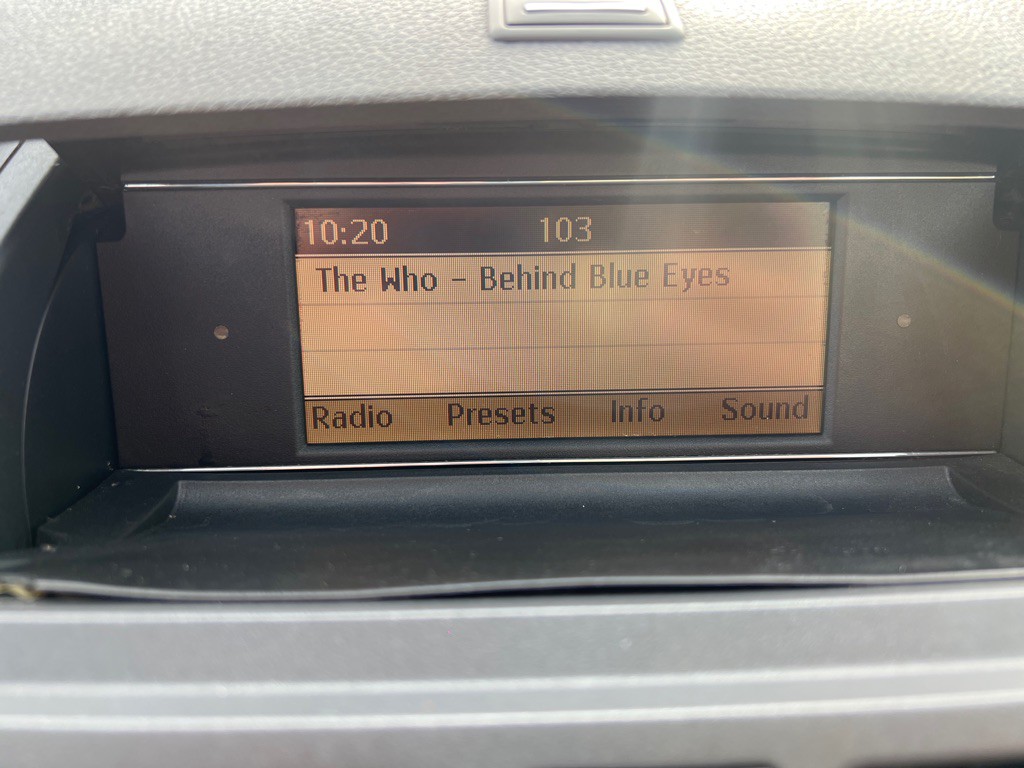 10:20 103
The Who - Behind Blue Eyes
Radio Presets Info Sound